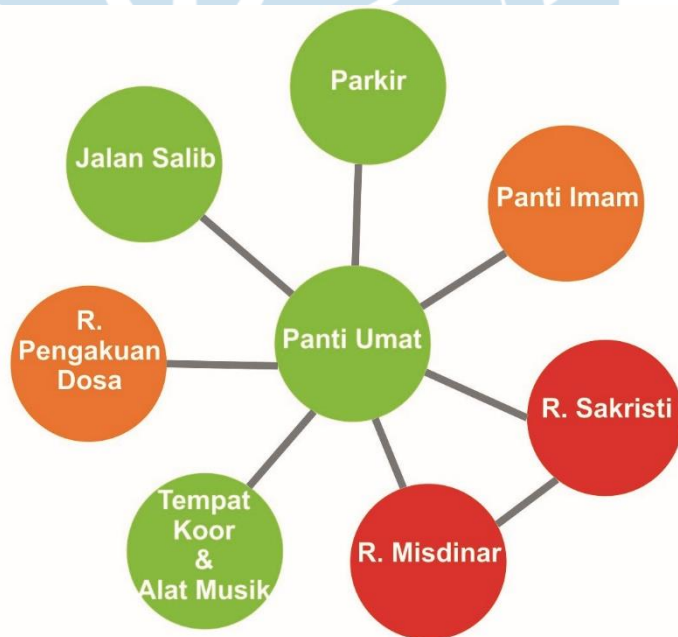 Parkir
Jalan Salib
Panti Imam
Panti Umat
R.
Pengakuan
Dosa
R. Sakristi
Tempat
Koor
&
Alat Musik
R. Misdinar